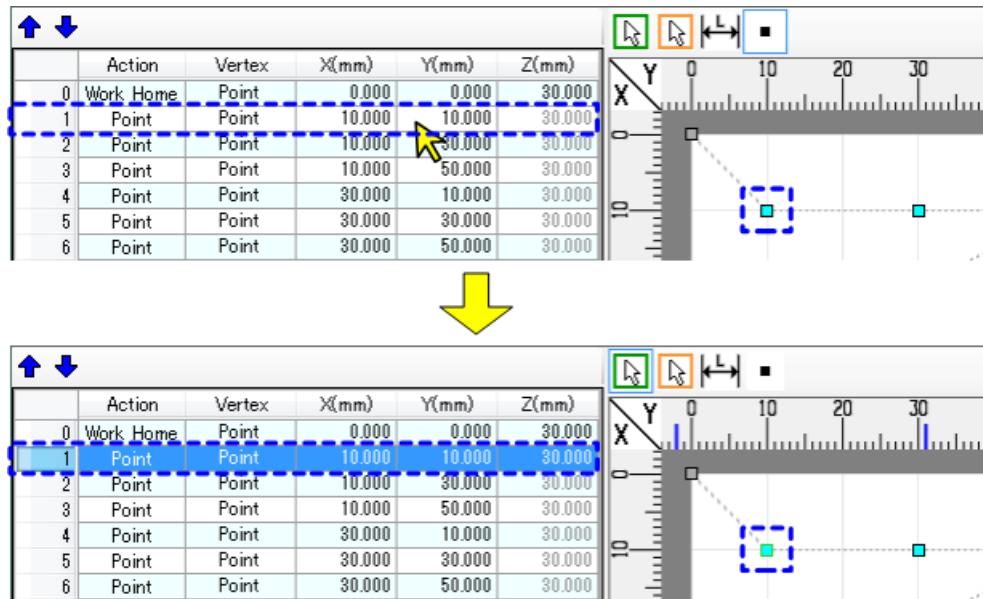 L
Action Vertex X(mm) Y(mm) Z(mm)
0 Work Home Point 0.000 0.000 30.000
1 Point Point 10.000 10.000 30.000
2 Point Point 10.000 30.000 30.000
3 Point Point 10.000 50.000 30.000
4 Point Point 30.000 10.000 30.000
5 Point Point 30.000 30.000 30.000
6 Point Point 30.000 50.000 30.000
Y 0 10 20 30
X
0
10
L
Action Vertex X(mm) Y(mm) Z(mm)
0 Work Home Point 0.000 0.000 30.000
1 Point Point 10.000 10.000 30.000
2 Point Point 10.000 30.000 30.000
3 Point Point 10.000 50.000 30.000
4 Point Point 30.000 10.000 30.000
5 Point Point 30.000 30.000 30.000
6 Point Point 30.000 50.000 30.000
Y 0 10 20 30
X
0
10